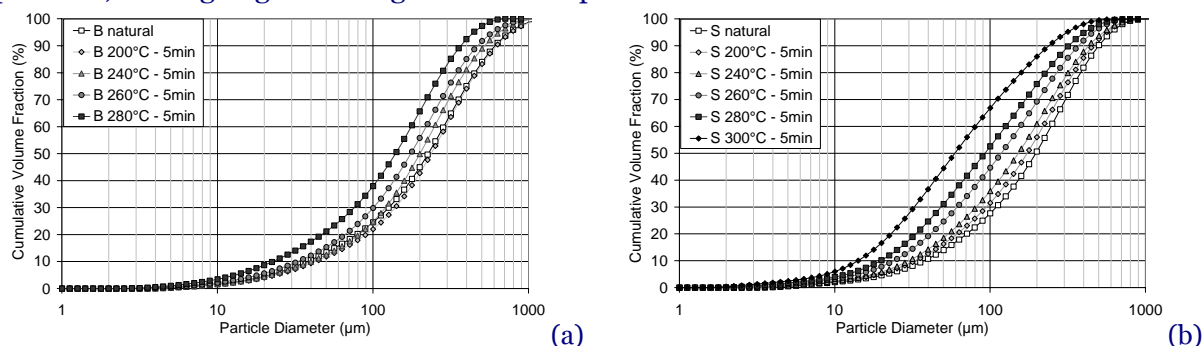 100
90
80
70
60
50
40
30
20
10
0
Cumulative Volume Fraction (%)
B natural
B 200°C - 5min
B 240°C - 5min
B 260°C - 5min
B 280°C - 5min
1 10 100 1000
Particle Diameter (µm)
(a)
100
90
80
70
60
50
40
30
20
10
0
Cumulative Volume Fraction (%)
S natural
S 200°C - 5min
S 240°C - 5min
S 260°C - 5min
S 280°C - 5min
S 300°C - 5min
1 10 100 1000
Particle Diameter (µm)
(b)